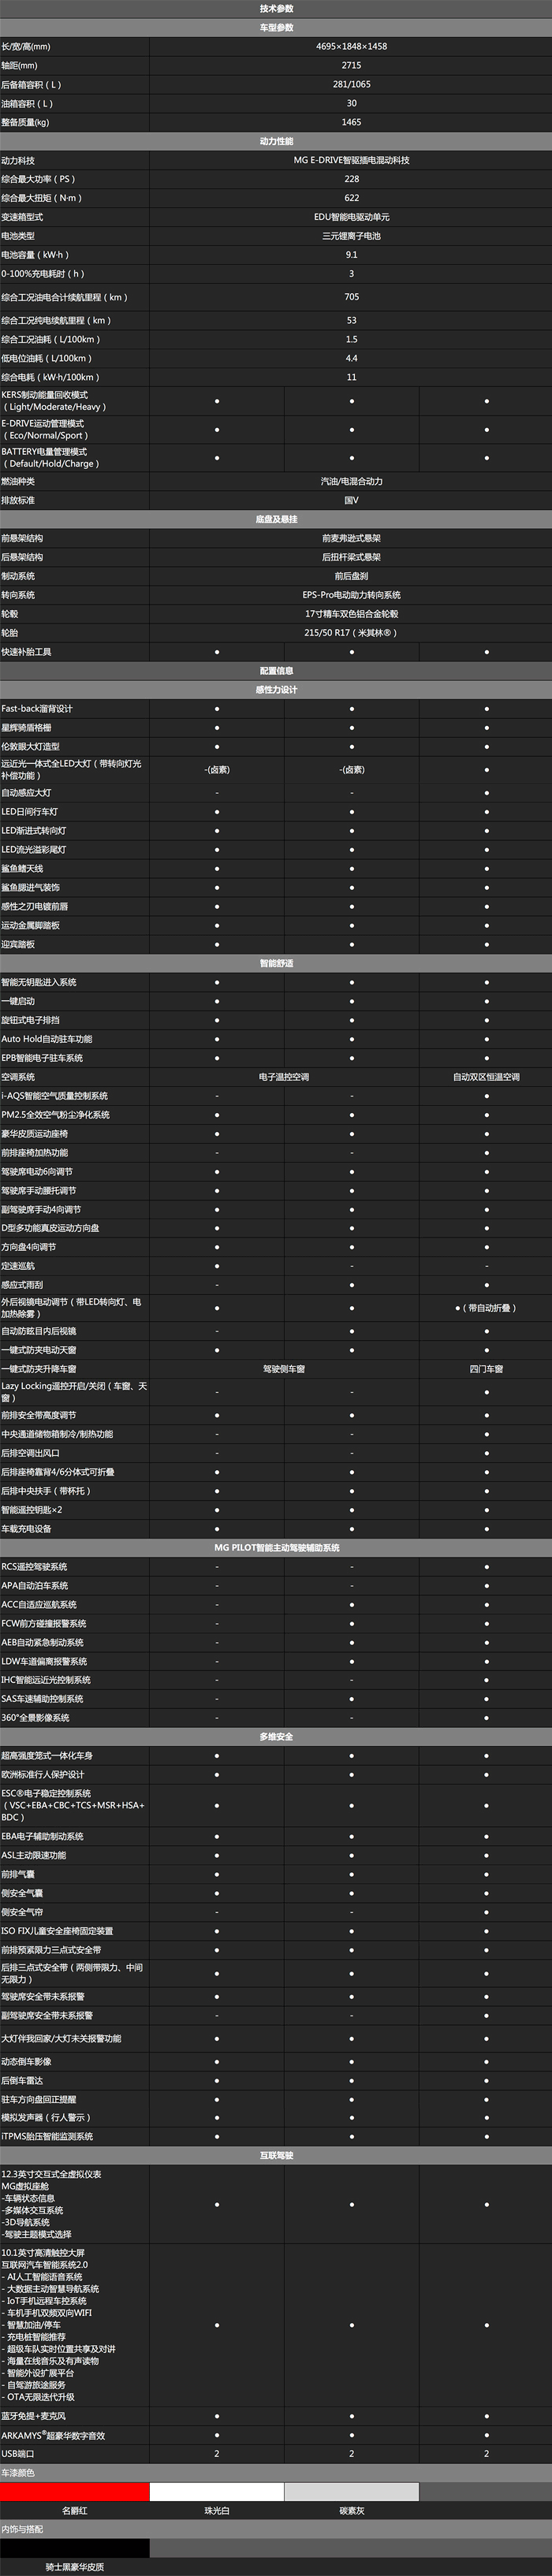 技术参数
车型参数
长/宽/高(mm) 4695×1848×1458
轴距(mm) 2715
后备箱容积（L） 281/1065
油箱容积（L） 30
整备质量(kg) 1465
动力性能
动力科技 MG E-DRIVE智驱插电混动科技
综合最大功率（PS） 228
综合最大扭矩（N·m） 622
变速箱型式 EDU智能电驱动单元
电池类型 三元锂离子电池
电池容量（kW·h） 9.1
0-100%充电耗时（h） 3
综合工况油电合计续航里程（km） 705
综合工况纯电续航里程（km） 53
综合工况油耗（L/100km） 1.5
低电位油耗（L/100km） 4.4
综合电耗（kW·h/100km） 11
KERS制动能量回收模式
（Light/Moderate/Heavy） ● ● ●
E-DRIVE运动管理模式
（Eco/Normal/Sport） ● ● ●
BATTERY电量管理模式
（Default/Hold/Charge） ● ● ●
燃油种类 汽油/电混合动力
排放标准 国V
底盘及悬挂
前悬架结构 前麦弗逊式悬架
后悬架结构 后扭杆梁式悬架
制动系统 前后盘刹
转向系统 EPS-Pro电动助力转向系统
轮毂 17寸精车双色铝合金轮毂
轮胎 215/50 R17（米其林®）
快速补胎工具 ● ● ●
配置信息
感性力设计
Fast-back溜背设计 ● ● ●
星辉骑盾格栅 ● ● ●
伦敦眼大灯造型 ● ● ●
远近光一体式全LED大灯（带转向灯光
补偿功能） -(卤素) -(卤素) ●
自动感应大灯 - - ●
LED日间行车灯 ● ● ●
LED渐进式转向灯 ● ● ●
LED流光溢彩尾灯 ● ● ●
鲨鱼鳍天线 ● ● ●
鲨鱼腮进气装饰 ● ● ●
感性之刃电镀前唇 ● ● ●
运动金属脚踏板 ● ● ●
迎宾踏板 ● ● ●
智能舒适
智能无钥匙进入系统 ● ● ●
一键启动 ● ● ●
旋钮式电子排挡 ● ● ●
Auto Hold自动驻车功能 ● ● ●
EPB智能电子驻车系统 ● ● ●
空调系统 电子温控空调 自动双区恒温空调
i-AQS智能空气质量控制系统 - - ●
PM2.5全效空气粉尘净化系统 ● ● ●
豪华皮质运动座椅 ● ● ●
前排座椅加热功能 - - ●
驾驶席电动6向调节 ● ● ●
驾驶席手动腰托调节 ● ● ●
副驾驶席手动4向调节 ● ● ●
D型多功能真皮运动方向盘 ● ● ●
方向盘4向调节 ● ● ●
定速巡航 ● - -
感应式雨刮 - ● ●
外后视镜电动调节（带LED转向灯、电
加热除雾） ● ● ●（带自动折叠）
自动防眩目内后视镜 - ● ●
一键式防夹电动天窗 ● ● ●
一键式防夹升降车窗 驾驶侧车窗 四门车窗
Lazy Locking遥控开启/关闭（车窗、天
窗） - - ●
前排安全带高度调节 ● ● ●
中央通道储物箱制冷/制热功能 - - ●
后排空调出风口 - - ●
后排座椅靠背4/6分体式可折叠 ● ● ●
后排中央扶手（带杯托） ● ● ●
智能遥控钥匙×2 ● ● ●
车载充电设备 ● ● ●
MG PILOT智能主动驾驶辅助系统
RCS遥控驾驶系统 - - ●
APA自动泊车系统 - - ●
ACC自适应巡航系统 - ● ●
FCW前方碰撞报警系统 - ● ●
AEB自动紧急制动系统 - ● ●
LDW车道偏离报警系统 - ● ●
IHC智能远近光控制系统 - - ●
SAS车速辅助控制系统 - ● ●
360°全景影像系统 - - ●
多维安全
超高强度笼式一体化车身 ● ● ●
欧洲标准行人保护设计 ● ● ●
ESC®电子稳定控制系统
（VSC+EBA+CBC+TCS+MSR+HSA+
BDC） ● ● ●
EBA电子辅助制动系统 ● ● ●
ASL主动限速功能 ● ● ●
前排气囊 ● ● ●
侧安全气囊 ● ● ●
侧安全气帘 - - ●
ISO FIX儿童安全座椅固定装置 ● ● ●
前排预紧限力三点式安全带 ● ● ●
后排三点式安全带（两侧带限力、中间
无限力） ● ● ●
驾驶席安全带未系报警 ● ● ●
副驾驶席安全带未系报警 - - ●
大灯伴我回家/大灯未关报警功能 ● ● ●
动态倒车影像 ● ● ●
后倒车雷达 ● ● ●
驻车方向盘回正提醒 ● ● ●
模拟发声器（行人警示） ● ● ●
iTPMS胎压智能监测系统 ● ● ●
互联驾驶
12.3英寸交互式全虚拟仪表
MG虚拟座舱
-车辆状态信息
-多媒体交互系统 ● ● ●
-3D导航系统
-驾驶主题模式选择
10.1英寸高清触控大屏
互联网汽车智能系统2.0
- AI人工智能语音系统
- 大数据主动智慧导航系统
- IoT手机远程车控系统
- 车机手机双频双向WIFI
- 智慧加油/停车 ● ● ●
- 充电桩智能推荐
- 超级车队实时位置共享及对讲
- 海量在线音乐及有声读物
- 智能外设扩展平台
- 自驾游旅途服务
- OTA无限迭代升级
蓝牙免提+麦克风 ● ● ●
ARKAMYS®超豪华数字音效 ● ● ●
USB端口 2 2 2
车漆颜色
名爵红 珠光白 碳素灰
内饰与搭配
骑士黑豪华皮质